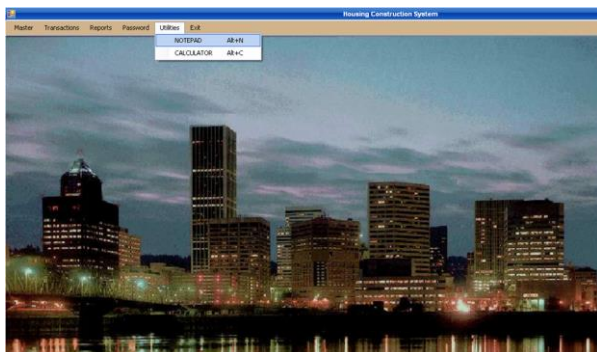 Housing Construction System
Master Transactions Reports Password Utilities Exit
NOTEPAD Alt+N
CALCULATOR Alt+C